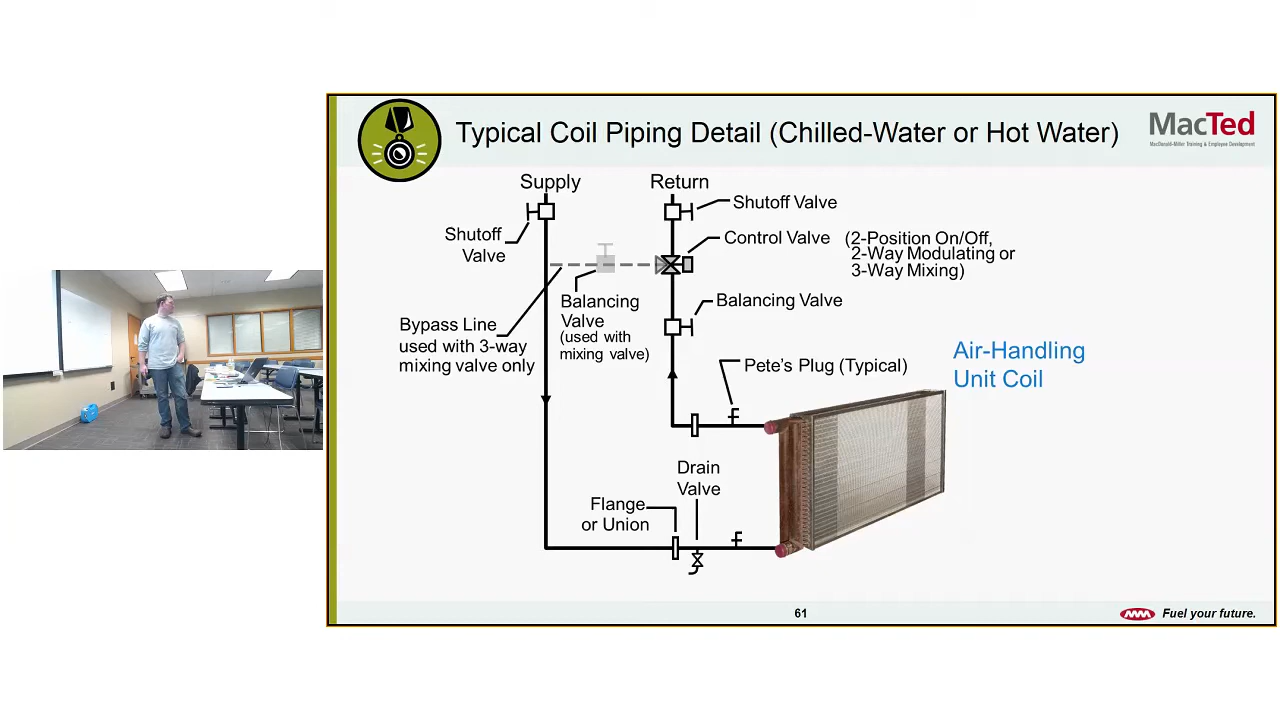 Typical Coil Piping Detail (Chilled-Water or Hot Water)
MacTed
MacDonald-Miller Training & Employee Development
Supply
Return
Shutoff Valve
Shutoff
Valve
Control Valve
(2-Position On/Off,
2-Way Modulating or
3-Way Mixing)
Balancing
Valve
(used with
mixing valve)
Balancing Valve
Bypass Line
used with 3-way
mixing valve only
Pete's Plug (Typical)
Air-Handling
Unit Coil
Drain
Valve
Flange
or Union
61
Fuel your future.